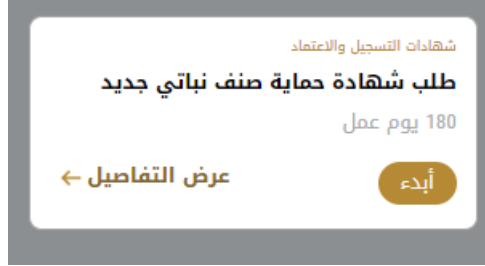 شهادات التسجيل والاعتماد
طلب شهادة حماية صنف نباتي جديد
180 يوم عمل
أبدء
عرض التفاصيل ←